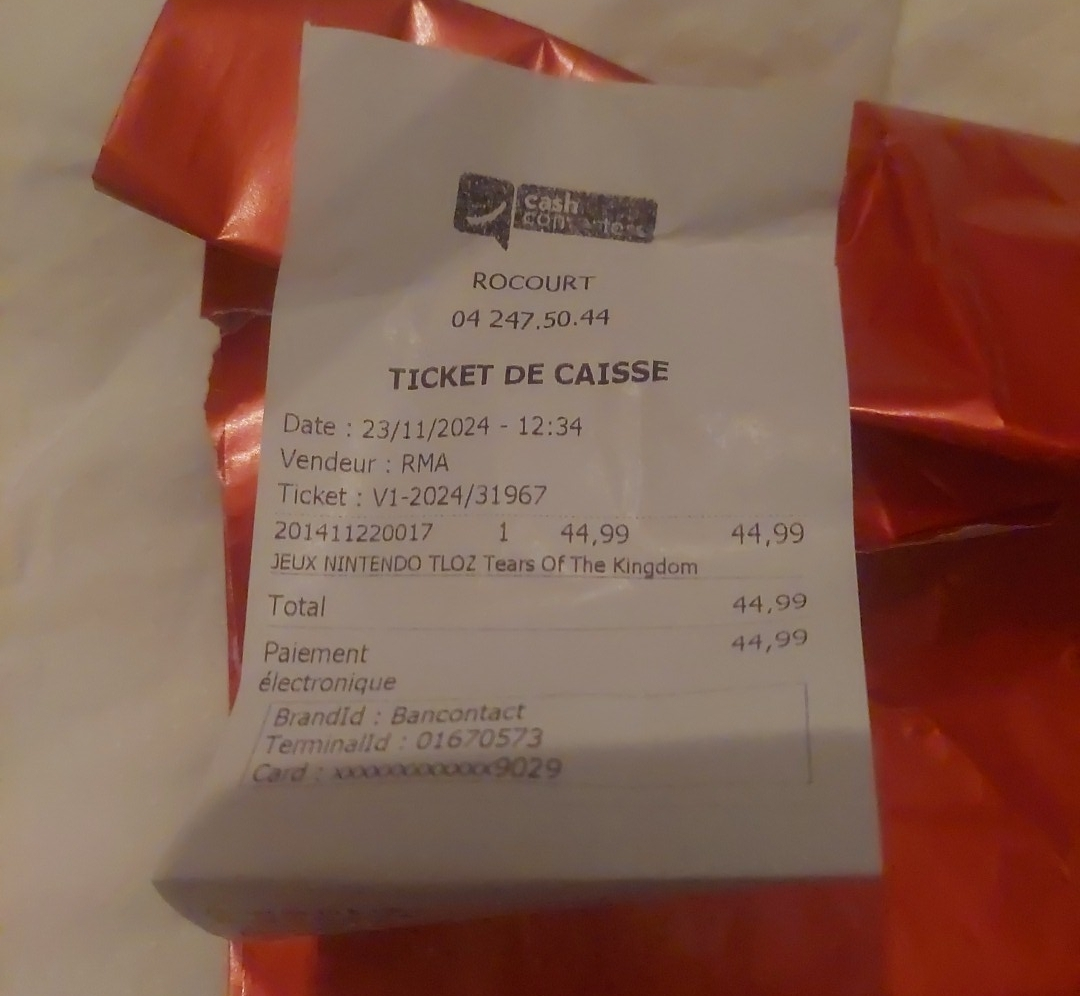 cash
converters
ROCOURT
04 247.50.44
TICKET DE CAISSE
Date : 23/11/2024 - 12:34
Vendeur : RMA
Ticket : V1-2024/31967
201411220017 1 44,99 44,99
JEUX NINTENDO TLOZ Tears Of The Kingdom
Total 44,99
Paiement 44,99
électronique
BrandId : Bancontact
TerminalId : 01670573
Card : xxxxxxxxxxxx9029